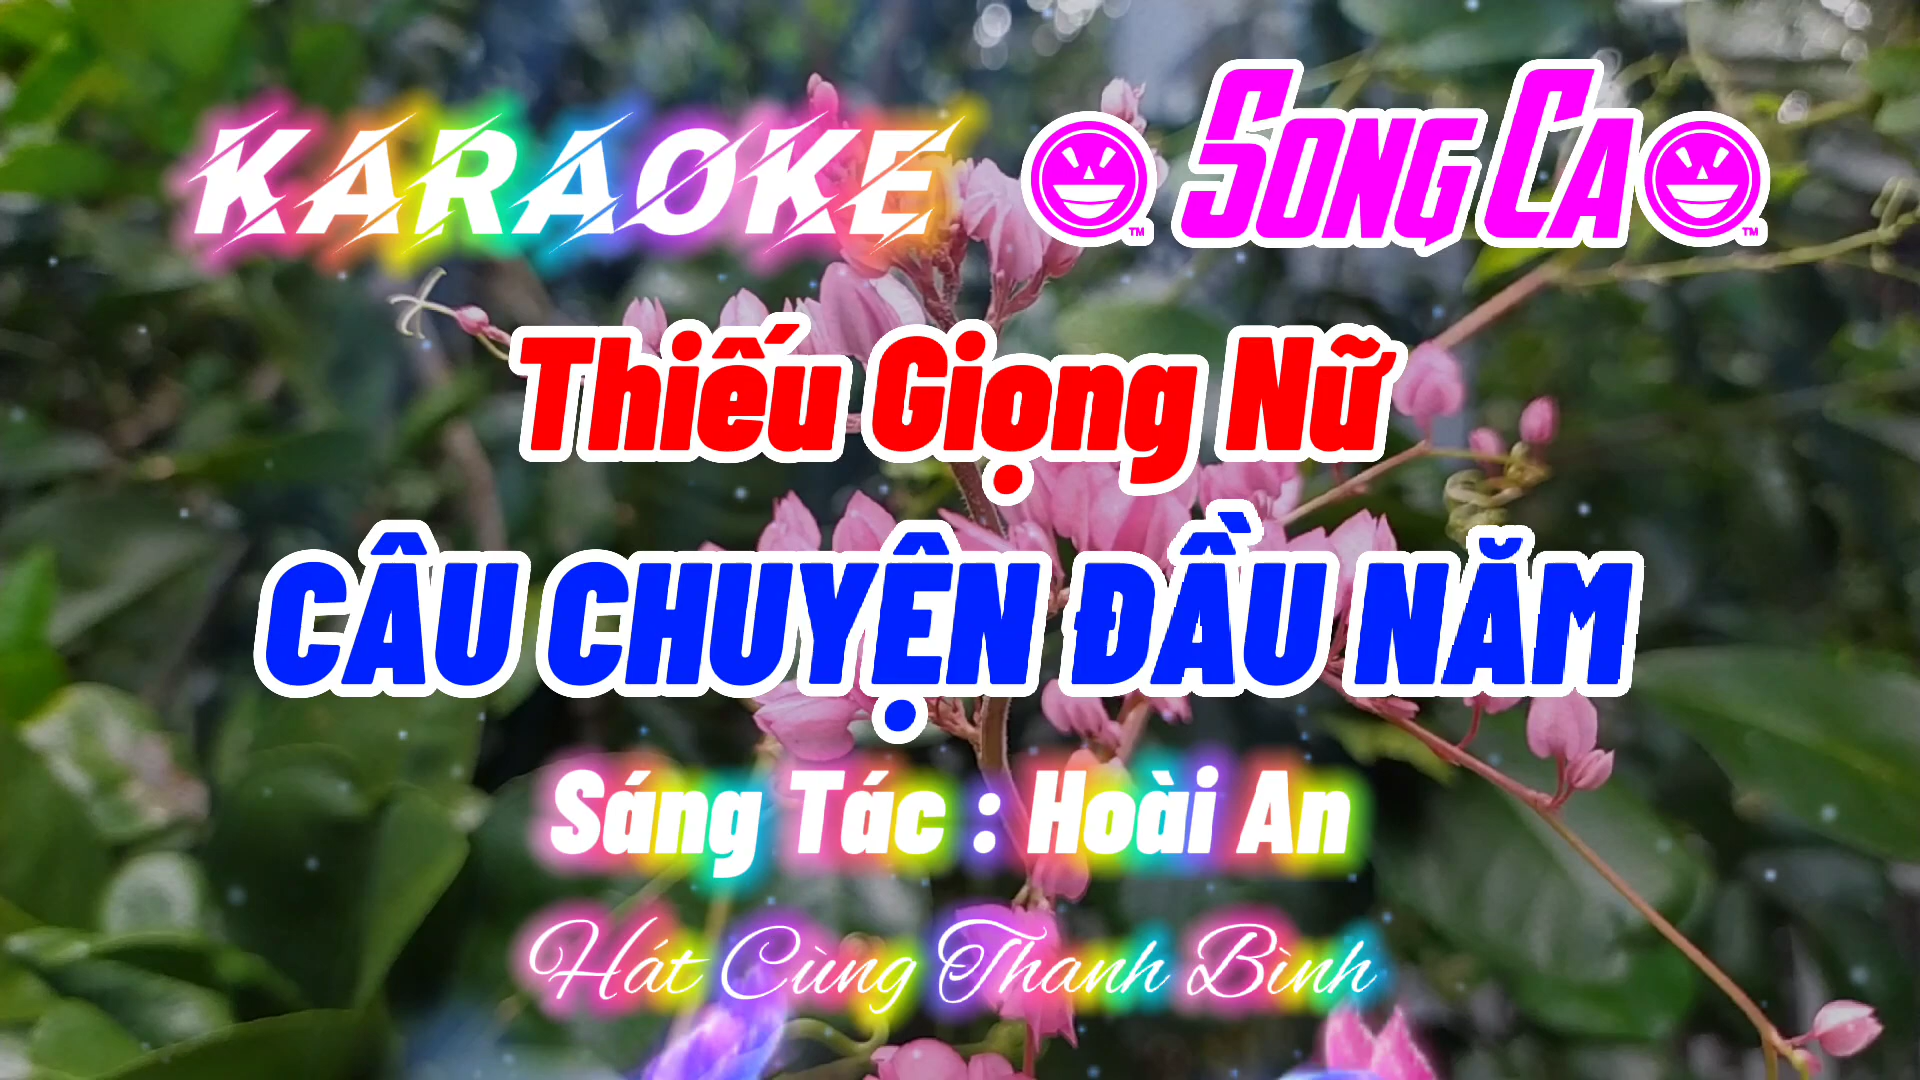 KARAOKE SONG CA
Thiếu Giọng Nữ
CÂU CHUYỆN ĐẦU NĂM
Sáng Tác : Hoài An
Hát Cùng Thanh Bình